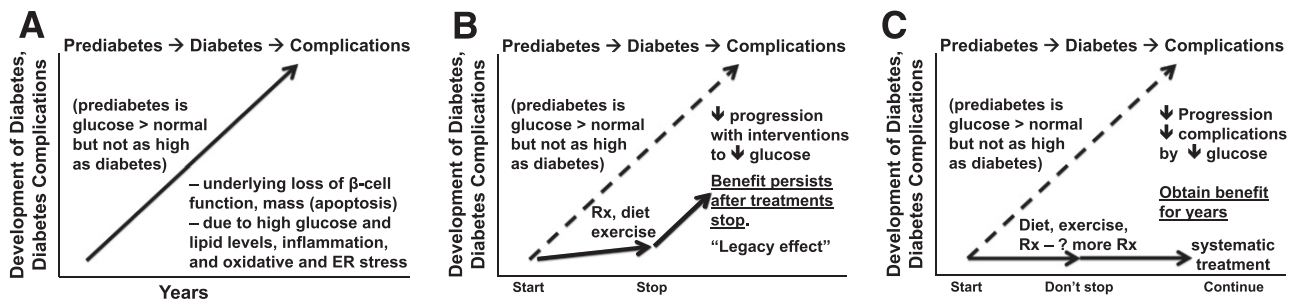 A
Development of Diabetes,
Diabetes Complications
Prediabetes → Diabetes → Complications
(prediabetes is
glucose > normal
but not as high
as diabetes)
– underlying loss of β-cell
function, mass (apoptosis)
– due to high glucose and
lipid levels, inflammation,
and oxidative and ER stress
Years
B
Development of Diabetes,
Diabetes Complications
Prediabetes → Diabetes → Complications
(prediabetes is
glucose > normal
but not as high
as diabetes)
↓ progression
with interventions
to ↓ glucose
Benefit persists
after treatments
stop.
"Legacy effect"
Rx, diet
exercise
Start
Stop
C
Development of Diabetes,
Diabetes Complications
Prediabetes → Diabetes → Complications
(prediabetes is
glucose > normal
but not as high
as diabetes)
↓ Progression
↓ complications
by ↓ glucose
Obtain benefit
for years
Diet, exercise,
Rx – ? more Rx
systematic
treatment
Start
Don't stop
Continue